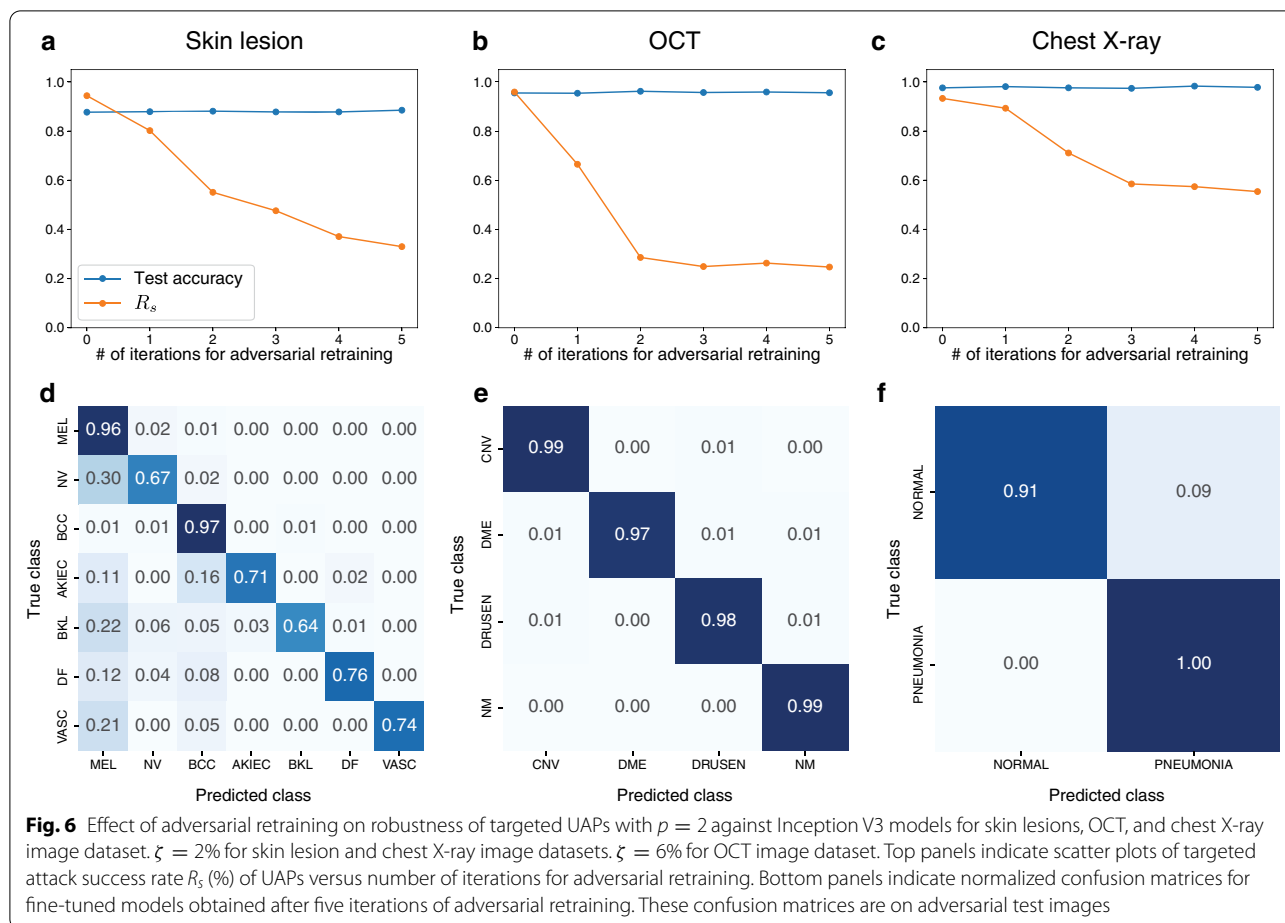 a Skin lesion b OCT c Chest X-ray
1.0
0.8
0.6
0.4
0.2
0.0
Test accuracy
R_s
0 1 2 3 4 5
# of iterations for adversarial retraining
1.0
0.8
0.6
0.4
0.2
0.0
0 1 2 3 4 5
# of iterations for adversarial retraining
1.0
0.8
0.6
0.4
0.2
0.0
0 1 2 3 4 5
# of iterations for adversarial retraining
d
True class
MEL 0.96 0.02 0.01 0.00 0.00 0.00 0.00
NV 0.30 0.67 0.02 0.00 0.00 0.00 0.00
BCC 0.01 0.01 0.97 0.00 0.01 0.00 0.00
AKIEC 0.11 0.00 0.16 0.71 0.00 0.02 0.00
BKL 0.22 0.06 0.05 0.03 0.64 0.01 0.00
DF 0.12 0.04 0.08 0.00 0.00 0.76 0.00
VASC 0.21 0.00 0.05 0.00 0.00 0.00 0.74
MEL NV BCC AKIEC BKL DF VASC
Predicted class
e
True class
CNV 0.99 0.00 0.01 0.00
DME 0.01 0.97 0.01 0.01
DRUSEN 0.01 0.00 0.98 0.01
NM 0.00 0.00 0.00 0.99
CNV DME DRUSEN NM
Predicted class
f
True class
NORMAL 0.91 0.09
PNEUMONIA 0.00 1.00
NORMAL PNEUMONIA
Predicted class
Fig. 6 Effect of adversarial retraining on robustness of targeted UAPs with p = 2 against Inception V3 models for skin lesions, OCT, and chest X-ray
image dataset. ζ = 2% for skin lesion and chest X-ray image datasets. ζ = 6% for OCT image dataset. Top panels indicate scatter plots of targeted
attack success rate R_s (%) of UAPs versus number of iterations for adversarial retraining. Bottom panels indicate normalized confusion matrices for
fine-tuned models obtained after five iterations of adversarial retraining. These confusion matrices are on adversarial test images